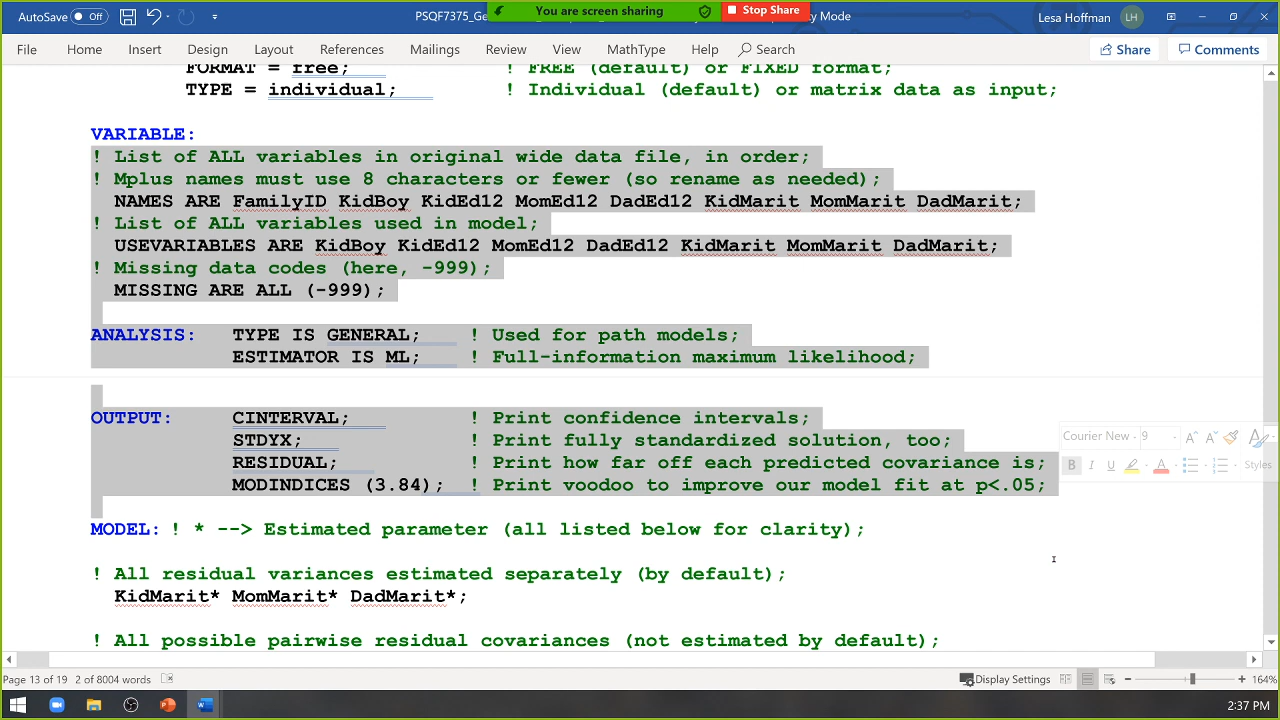 AutoSave Off
PSQF7375_Ge
You are screen sharing
Stop Share
ity Mode
Lesa Hoffman LH
File Home Insert Design Layout References Mailings Review View MathType Help Search Share Comments
FORMAT = free; ! FREE (default) or FIXED format;
TYPE = individual; ! Individual (default) or matrix data as input;
VARIABLE:
! List of ALL variables in original wide data file, in order;
! Mplus names must use 8 characters or fewer (so rename as needed);
NAMES ARE FamilyID KidBoy KidEd12 MomEd12 DadEd12 KidMarit MomMarit DadMarit;
! List of ALL variables used in model;
USEVARIABLES ARE KidBoy KidEd12 MomEd12 DadEd12 KidMarit MomMarit DadMarit;
! Missing data codes (here, -999);
MISSING ARE ALL (-999);
ANALYSIS: TYPE IS GENERAL; ! Used for path models;
ESTIMATOR IS ML; ! Full-information maximum likelihood;
OUTPUT: CINTERVAL; ! Print confidence intervals;
STDYX; ! Print fully standardized solution, too;
RESIDUAL; ! Print how far off each predicted covariance is;
MODINDICES (3.84); ! Print voodoo to improve our model fit at p<.05;
Courier New 9
B I U A Styles
MODEL: ! * --> Estimated parameter (all listed below for clarity);
! All residual variances estimated separately (by default);
KidMarit* MomMarit* DadMarit*;
! All possible pairwise residual covariances (not estimated by default);
Page 13 of 19 2 of 8004 words Display Settings 164%
2:37 PM